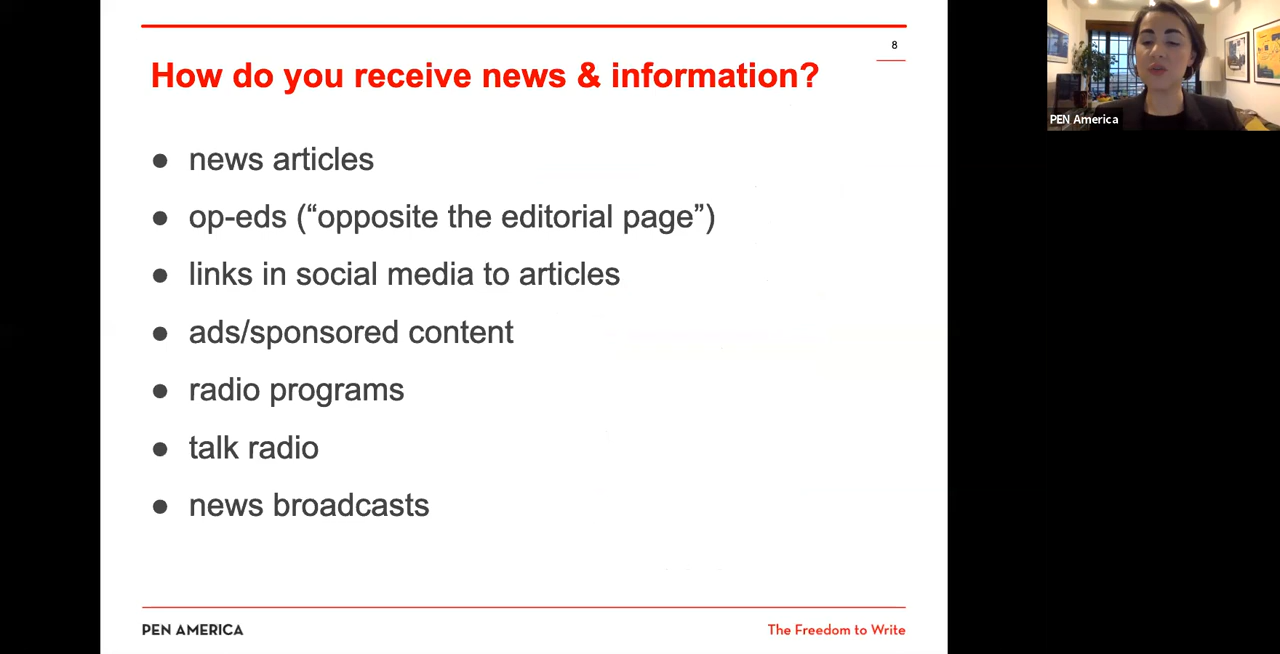 8
How do you receive news & information?
● news articles
● op-eds (“opposite the editorial page”)
● links in social media to articles
● ads/sponsored content
● radio programs
● talk radio
● news broadcasts
PEN AMERICA
The Freedom to Write
PEN America